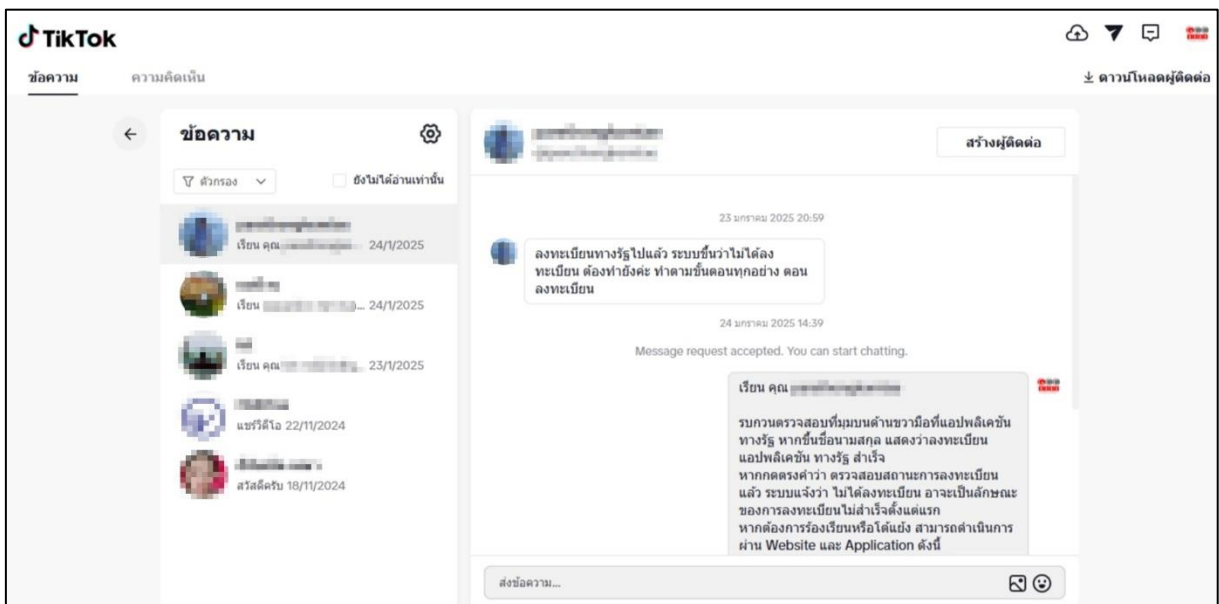 TikTok
ข้อความ
ความคิดเห็น
ดาวน์โหลดผู้ติดต่อ
ข้อความ
สร้างผู้ติดต่อ
ตัวกรอง
ยังไม่ได้อ่านเท่านั้น
เรียน คุณ 24/1/2025
เรียน ... 24/1/2025
เรียน คุณ 23/1/2025
แชร์วิดีโอ 22/11/2024
สวัสดีครับ 18/11/2024
23 มกราคม 2025 20:59
ลงทะเบียนทางรัฐไปแล้ว ระบบขึ้นว่าไม่ได้ลง
ทะเบียน ต้องทำยังค่ะ ทำตามขั้นตอนทุกอย่าง ตอน
ลงทะเบียน
24 มกราคม 2025 14:39
Message request accepted. You can start chatting.
เรียน คุณ
รบกวนตรวจสอบที่มุมบนด้านขวามือที่แอปพลิเคชัน
ทางรัฐ หากขึ้นชื่อนามสกุล แสดงว่าลงทะเบียน
แอปพลิเคชัน ทางรัฐ สำเร็จ
หากกดตรงคำว่า ตรวจสอบสถานะการลงทะเบียน
แล้ว ระบบแจ้งว่า ไม่ได้ลงทะเบียน อาจะเป็นลักษณะ
ของการลงทะเบียนไม่สำเร็จตั้งแต่แรก
หากต้องการร้องเรียนหรือโต้แย้ง สามารถดำเนินการ
ผ่าน Website และ Application ดังนี้
ส่งข้อความ...